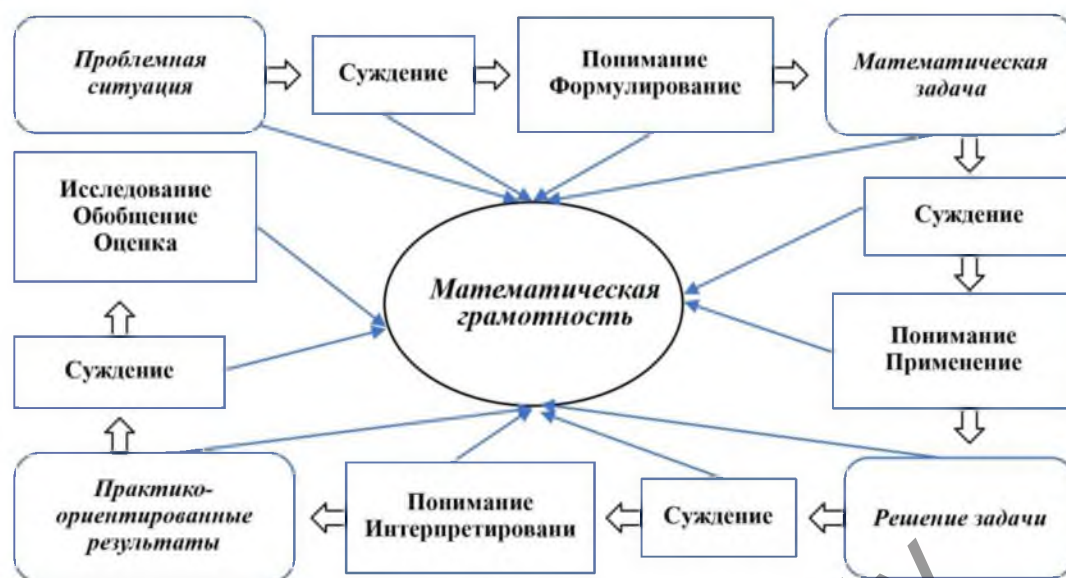 Проблемная
ситуация
Суждение
Понимание
Формулирование
Математическая
задача
Исследование
Обобщение
Оценка
Суждение
Математическая
грамотность
Понимание
Применение
Суждение
Практико-
ориентированные
результаты
Понимание
Интерпретировани
Суждение
Решение задачи